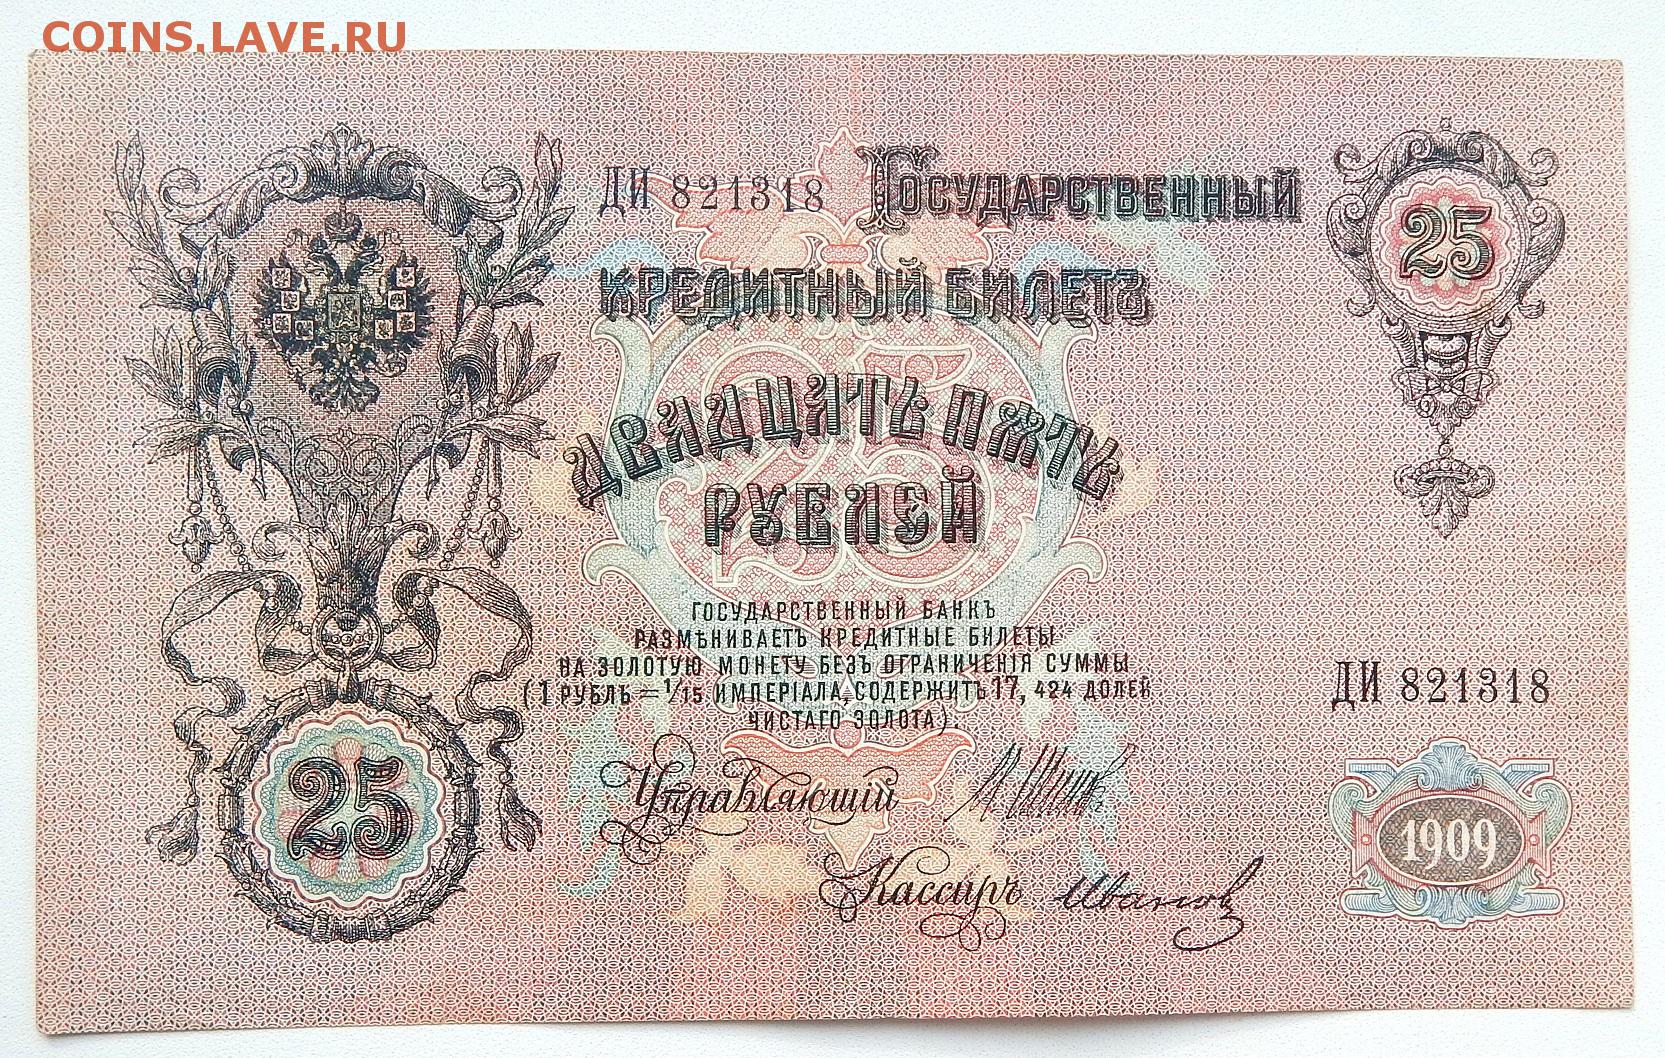 COINS.LAVE.RU
ДИ 821318 Государственный
25
кредитный билетъ
двадцать пять
рублей
Государственный Банкъ
размѣниваетъ кредитные билеты
на золотую монету безъ ограниченія суммы
(1 рубль = 1/15 имперіала, содержитъ 17,424 долей
чистаго золота).
ДИ 821318
Управляющій И Шипов
25
1909
Кассиръ Иванов